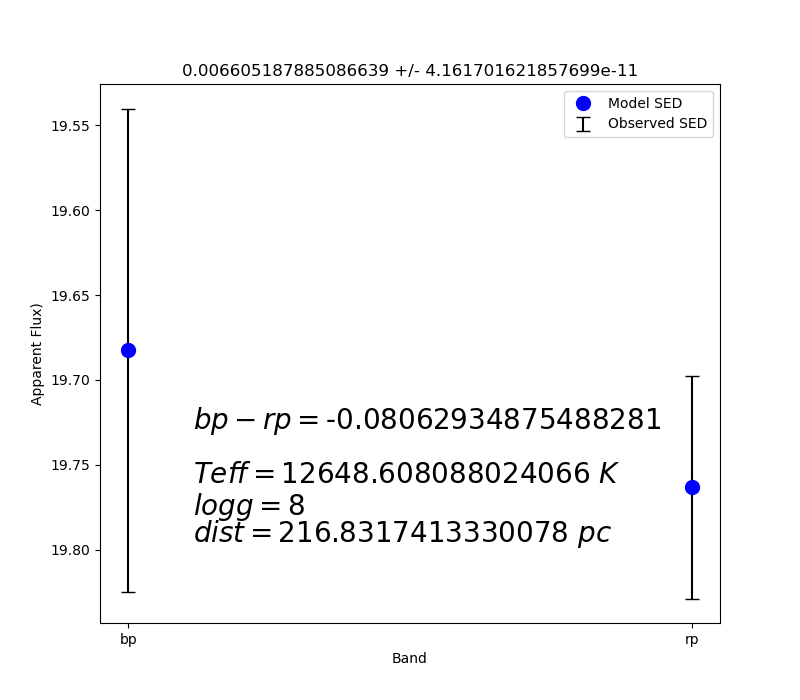 0.006605187885086639 +/- 4.161701621857699e-11
Model SED
Observed SED
19.55
19.60
19.65
19.70
19.75
19.80
Apparent Flux)
bp − rp = -0.08062934875488281
Teff = 12648.608088024066 K
logg = 8
dist = 216.8317413330078 pc
bp
rp
Band